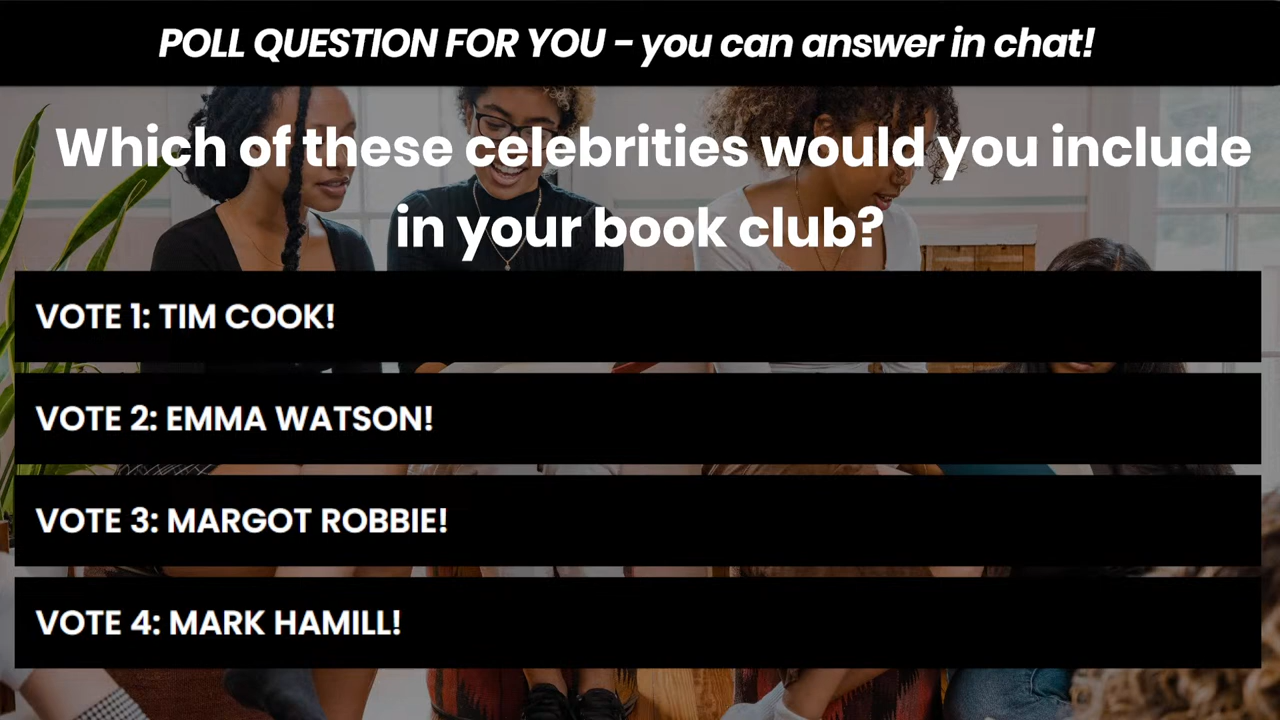 POLL QUESTION FOR YOU - you can answer in chat!
Which of these celebrities would you include
in your book club?
VOTE 1: TIM COOK!
VOTE 2: EMMA WATSON!
VOTE 3: MARGOT ROBBIE!
VOTE 4: MARK HAMILL!